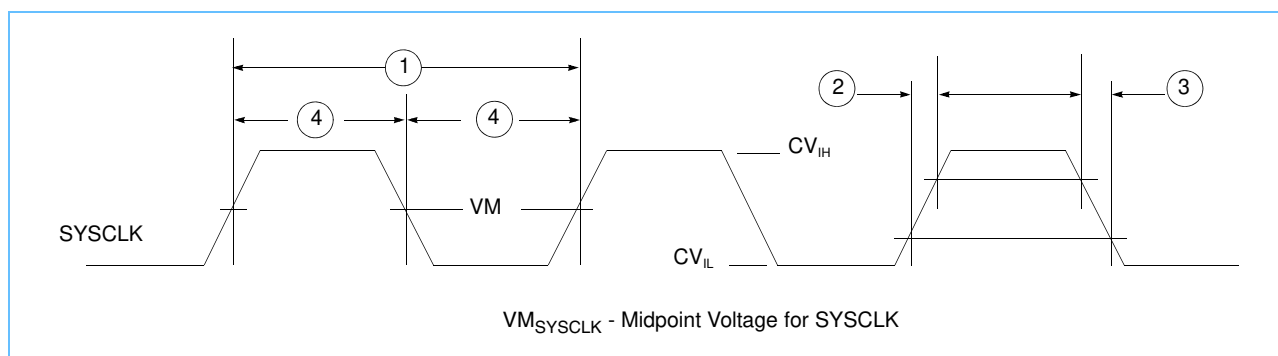 1
2
3
4
4
CV_IH
VM
SYSCLK
CV_IL
VM_SYSCLK - Midpoint Voltage for SYSCLK